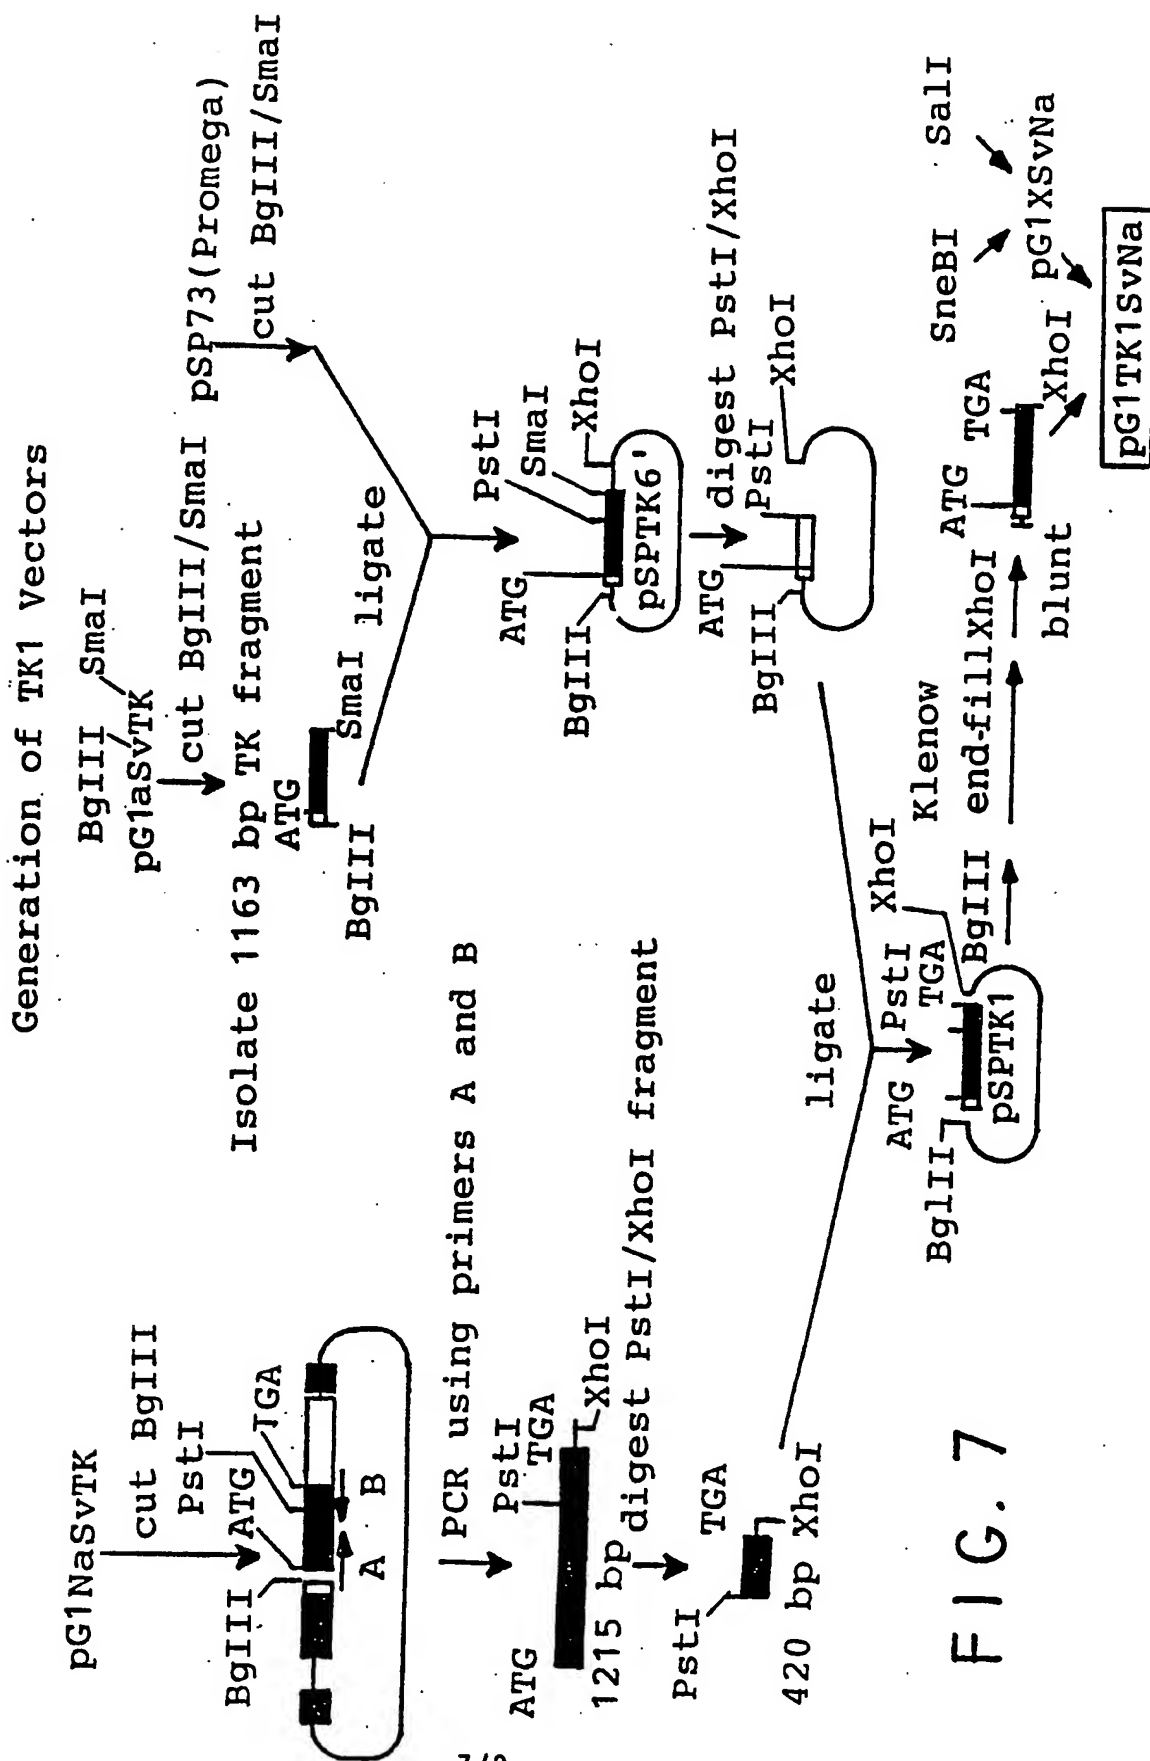 Generation of TK1 Vectors
pG1NaSvTK
cut BgIII
PstI
ATG
TGA
BgIII
A
B
PCR using primers A and B
ATG
PstI
TGA
XhoI
1215 bp
digest PstI/XhoI fragment
PstI
TGA
420 bp XhoI
BgIII
SmaI
pG1aSvTK
cut BgIII/SmaI
Isolate 1163 bp TK fragment
ATG
BgIII
SmaI
pSP73(Promega)
cut BgIII/SmaI
ligate
ATG
PstI
SmaI
BgIII
XhoI
pSPTK6'
digest PstI/XhoI
ATG
PstI
BgIII
XhoI
ligate
ATG
PstI
TGA
XhoI
BglII
pSPTK1
BgIII
Klenow
end-fill
XhoI
blunt
ATG
TGA
XhoI
SneBI
SalI
pG1XSvNa
pG1TK1SvNa
FIG. 7